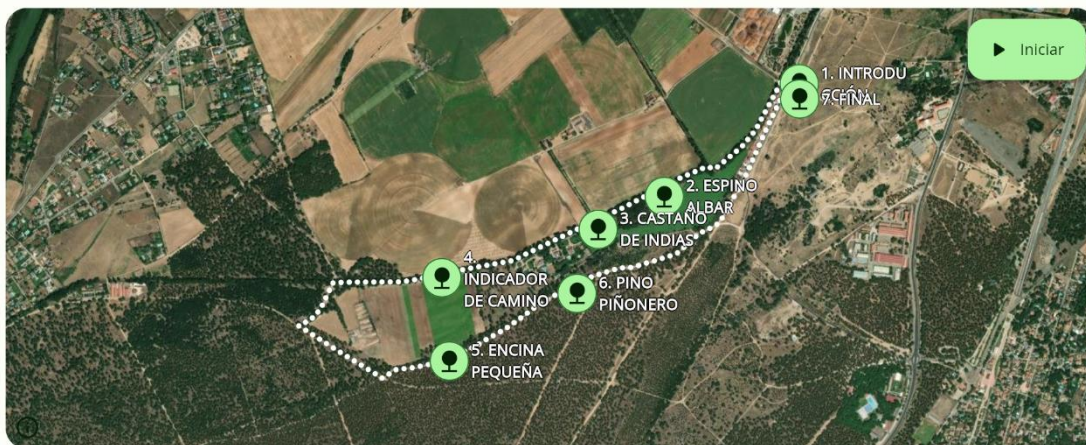 Iniciar
1. INTRODU
CCIÓN
7. FINAL
2. ESPINO
ALBAR
3. CASTAÑO
DE INDIAS
4.
INDICADOR
DE CAMINO
6. PINO
PIÑONERO
5. ENCINA
PEQUEÑA